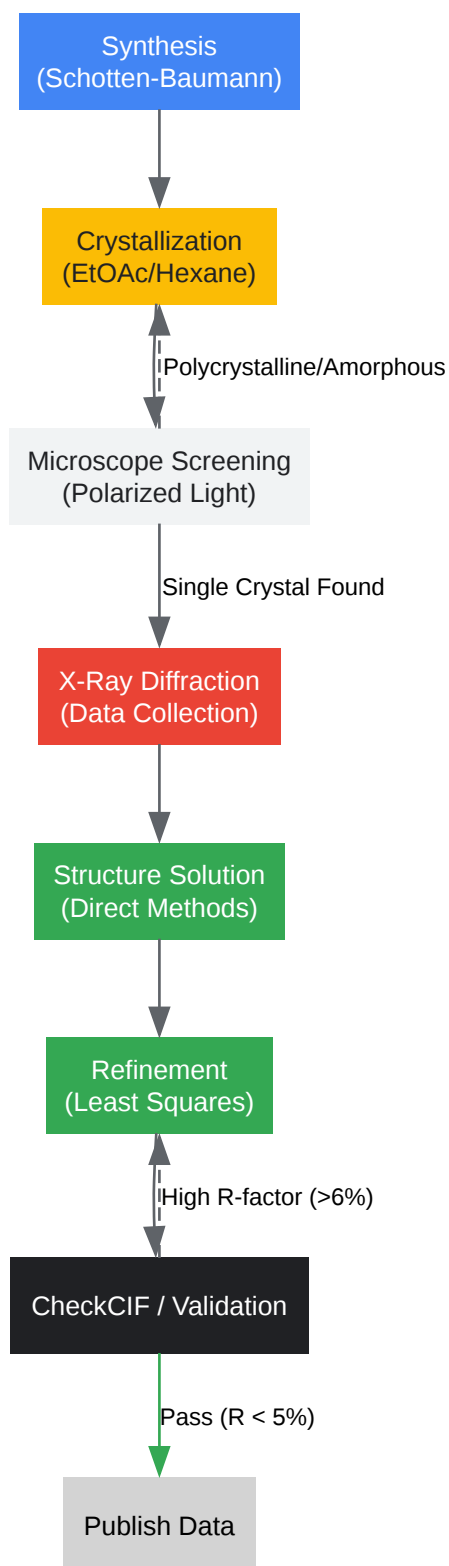 Synthesis
(Schotten-Baumann)
Crystallization
(EtOAc/Hexane)
Polycrystalline/Amorphous
Microscope Screening
(Polarized Light)
Single Crystal Found
X-Ray Diffraction
(Data Collection)
Structure Solution
(Direct Methods)
Refinement
(Least Squares)
High R-factor (>6%)
CheckCIF / Validation
Pass (R < 5%)
Publish Data